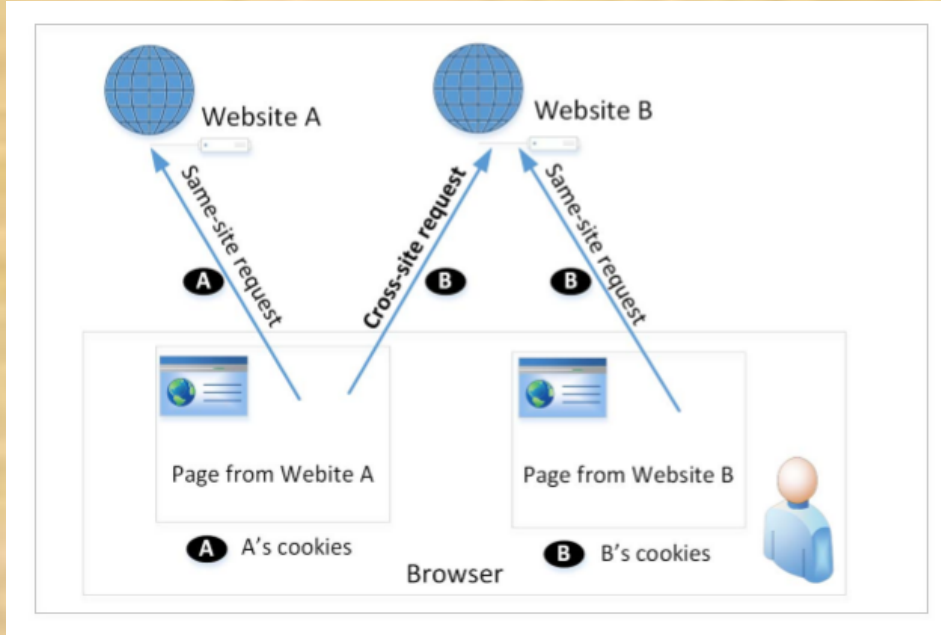 Website A
Website B
Same-site request
Cross-site request
Same-site request
A
B
B
Page from Webite A
Page from Website B
A A's cookies
B B's cookies
Browser